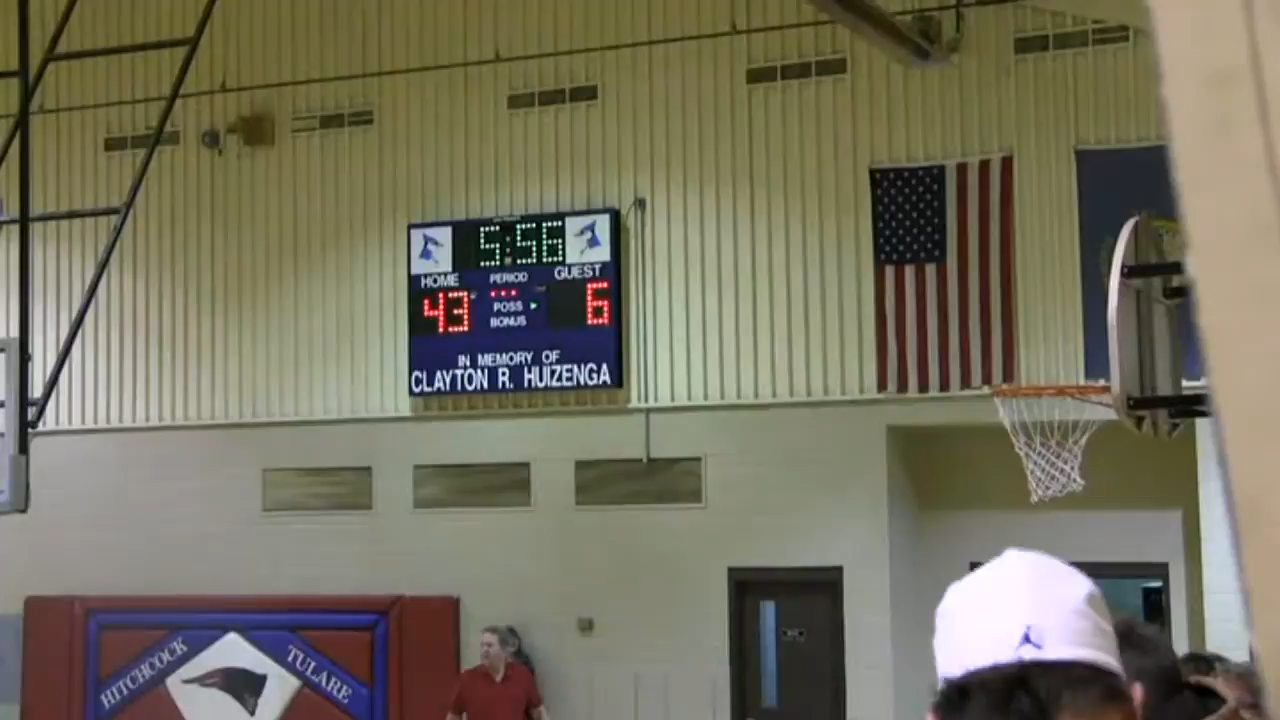 5:56
HOME PERIOD GUEST
43 6
POSS
BONUS
IN MEMORY OF
CLAYTON R. HUIZENGA
HITCHCOCK TULARE